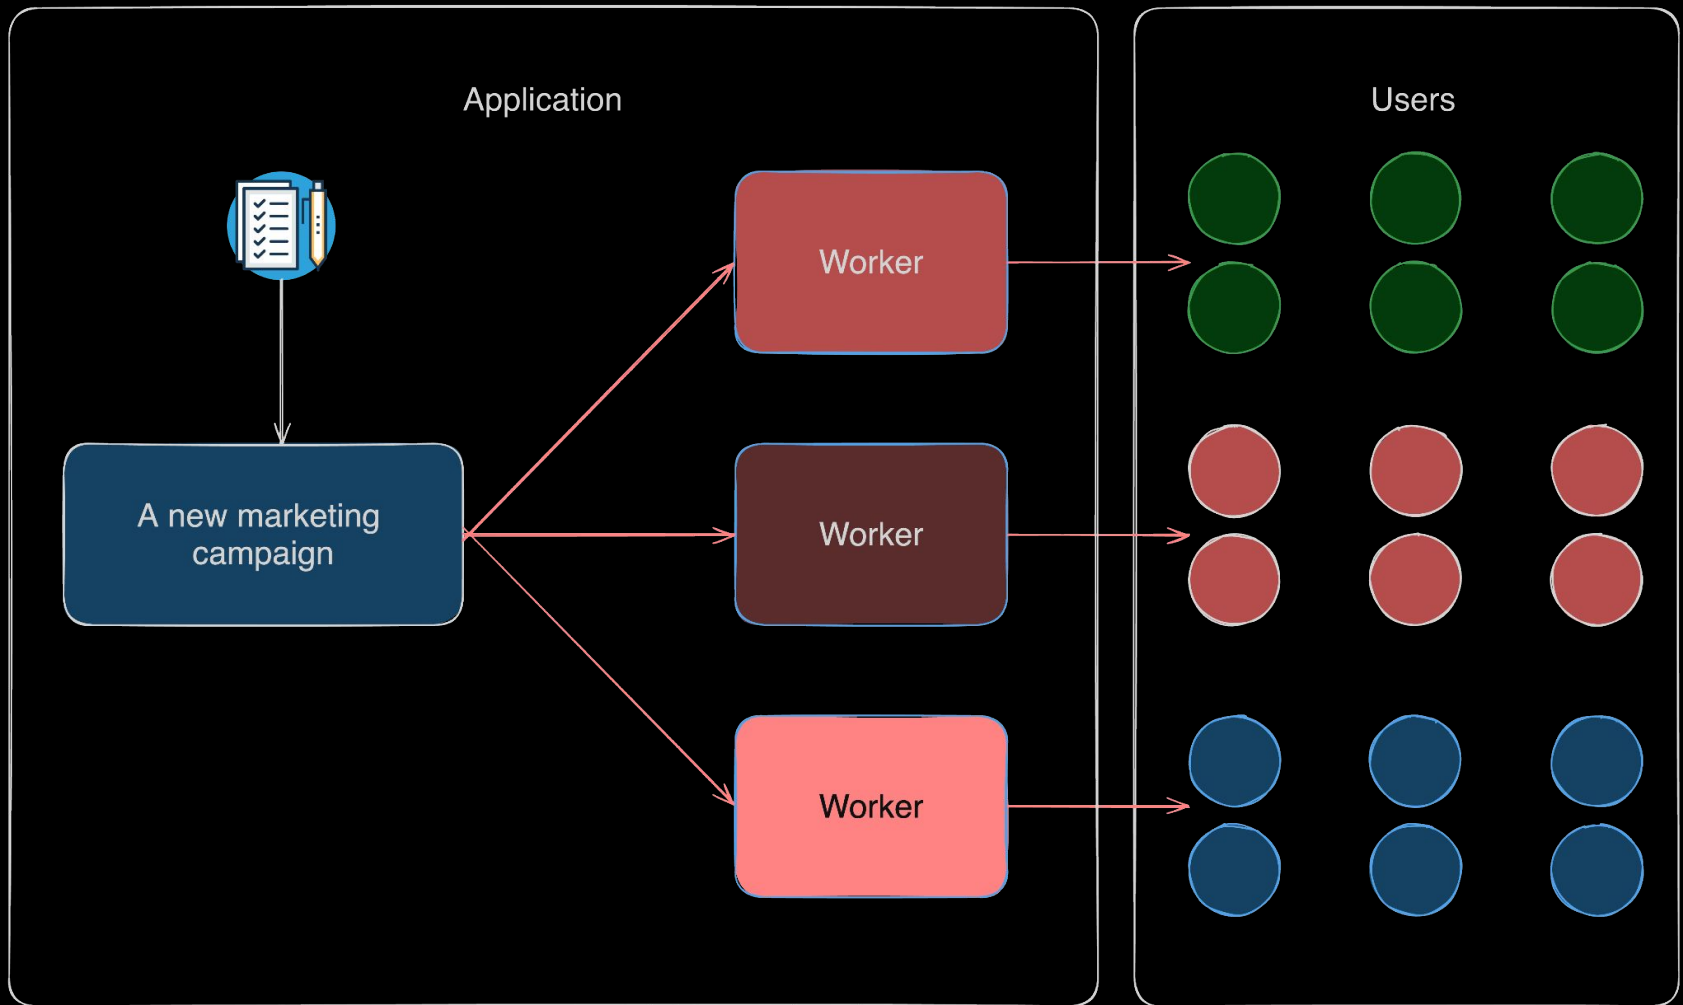 Application
Users
Worker
A new marketing
campaign
Worker
Worker